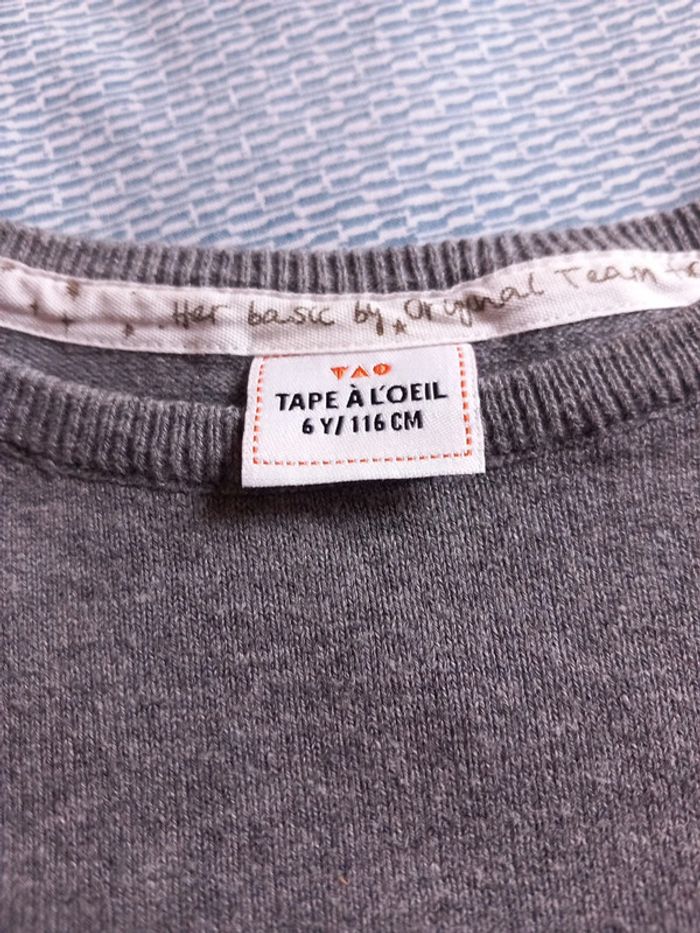 Her basic by Original Team
TAO
TAPE À L'OEIL
6 Y/ 116 CM